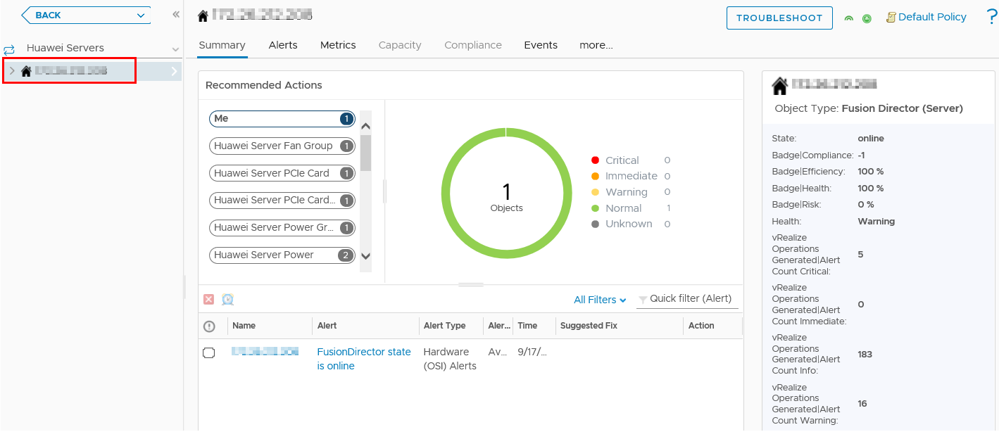 BACK
«
TROUBLESHOOT
Default Policy
?
Huawei Servers
Summary
Alerts
Metrics
Capacity
Compliance
Events
more...
Recommended Actions
Me 1
Huawei Server Fan Group 1
Huawei Server PCIe Card 1
Huawei Server PCIe Card... 1
Huawei Server Power Gr... 1
Huawei Server Power 2
1
Objects
Critical 0
Immediate 0
Warning 0
Normal 1
Unknown 0
All Filters
Quick filter (Alert)
Name
Alert
Alert Type
Aler...
Time
Suggested Fix
Action
FusionDirector state
is online
Hardware
(OSI) Alerts
Av...
9/17/...
Object Type: Fusion Director (Server)
State: online
Badge|Compliance: -1
Badge|Efficiency: 100 %
Badge|Health: 100 %
Badge|Risk: 0 %
Health: Warning
vRealize
Operations
Generated|Alert
Count Critical:
5
vRealize
Operations
Generated|Alert
Count Immediate:
0
vRealize
Operations
Generated|Alert
Count Info:
183
vRealize
Operations
Generated|Alert
Count Warning:
16